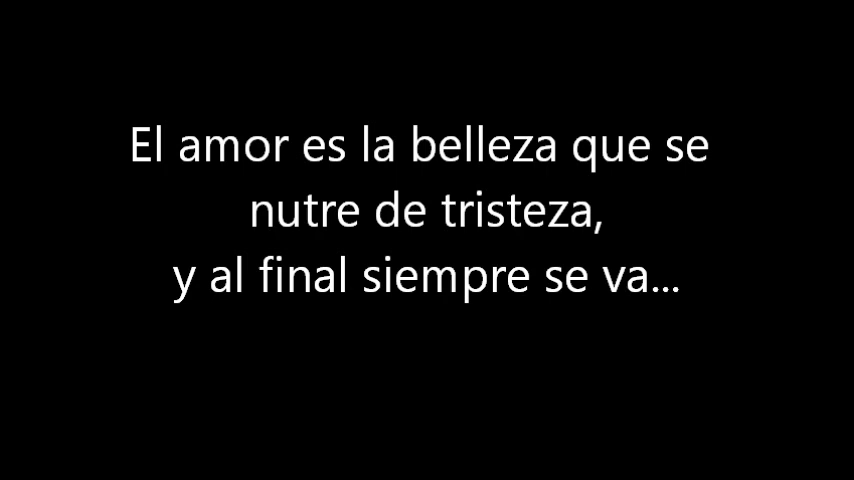 El amor es la belleza que se
nutre de tristeza,
y al final siempre se va...